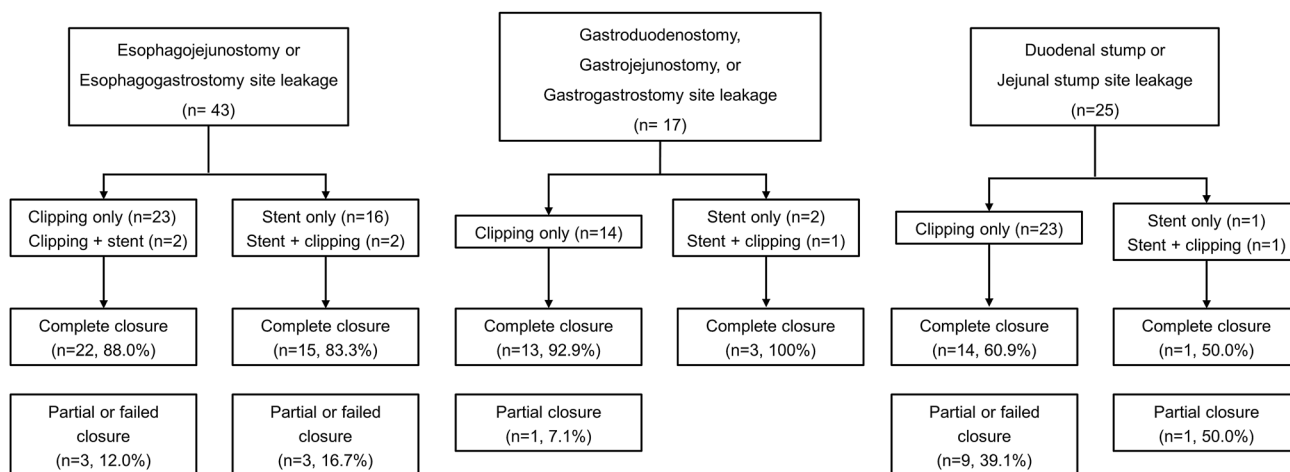 Esophagojejunostomy or
Esophagogastrostomy site leakage
(n= 43)
Gastroduodenostomy,
Gastrojejunostomy, or
Gastrogastrostomy site leakage
(n= 17)
Duodenal stump or
Jejunal stump site leakage
(n=25)
Clipping only (n=23)
Clipping + stent (n=2)
Stent only (n=16)
Stent + clipping (n=2)
Clipping only (n=14)
Stent only (n=2)
Stent + clipping (n=1)
Clipping only (n=23)
Stent only (n=1)
Stent + clipping (n=1)
Complete closure
(n=22, 88.0%)
Complete closure
(n=15, 83.3%)
Complete closure
(n=13, 92.9%)
Complete closure
(n=3, 100%)
Complete closure
(n=14, 60.9%)
Complete closure
(n=1, 50.0%)
Partial or failed
closure
(n=3, 12.0%)
Partial or failed
closure
(n=3, 16.7%)
Partial closure
(n=1, 7.1%)
Partial or failed
closure
(n=9, 39.1%)
Partial closure
(n=1, 50.0%)